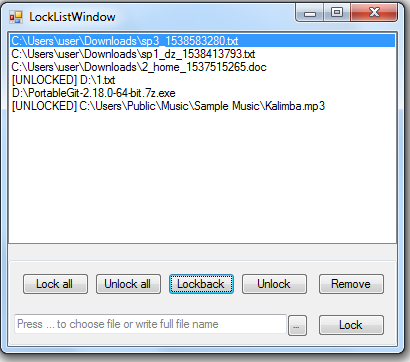 LockListWindow
C:\Users\user\Downloads\sp3_1538583280.txt
C:\Users\user\Downloads\sp1_dz_1538413793.txt
C:\Users\user\Downloads\2_home_1537515265.doc
[UNLOCKED] D:\1.txt
D:\PortableGit-2.18.0-64-bit.7z.exe
[UNLOCKED] C:\Users\Public\Music\Sample Music\Kalimba.mp3
Lock all Unlock all Lockback Unlock Remove
Press ... to choose file or write full file name ... Lock